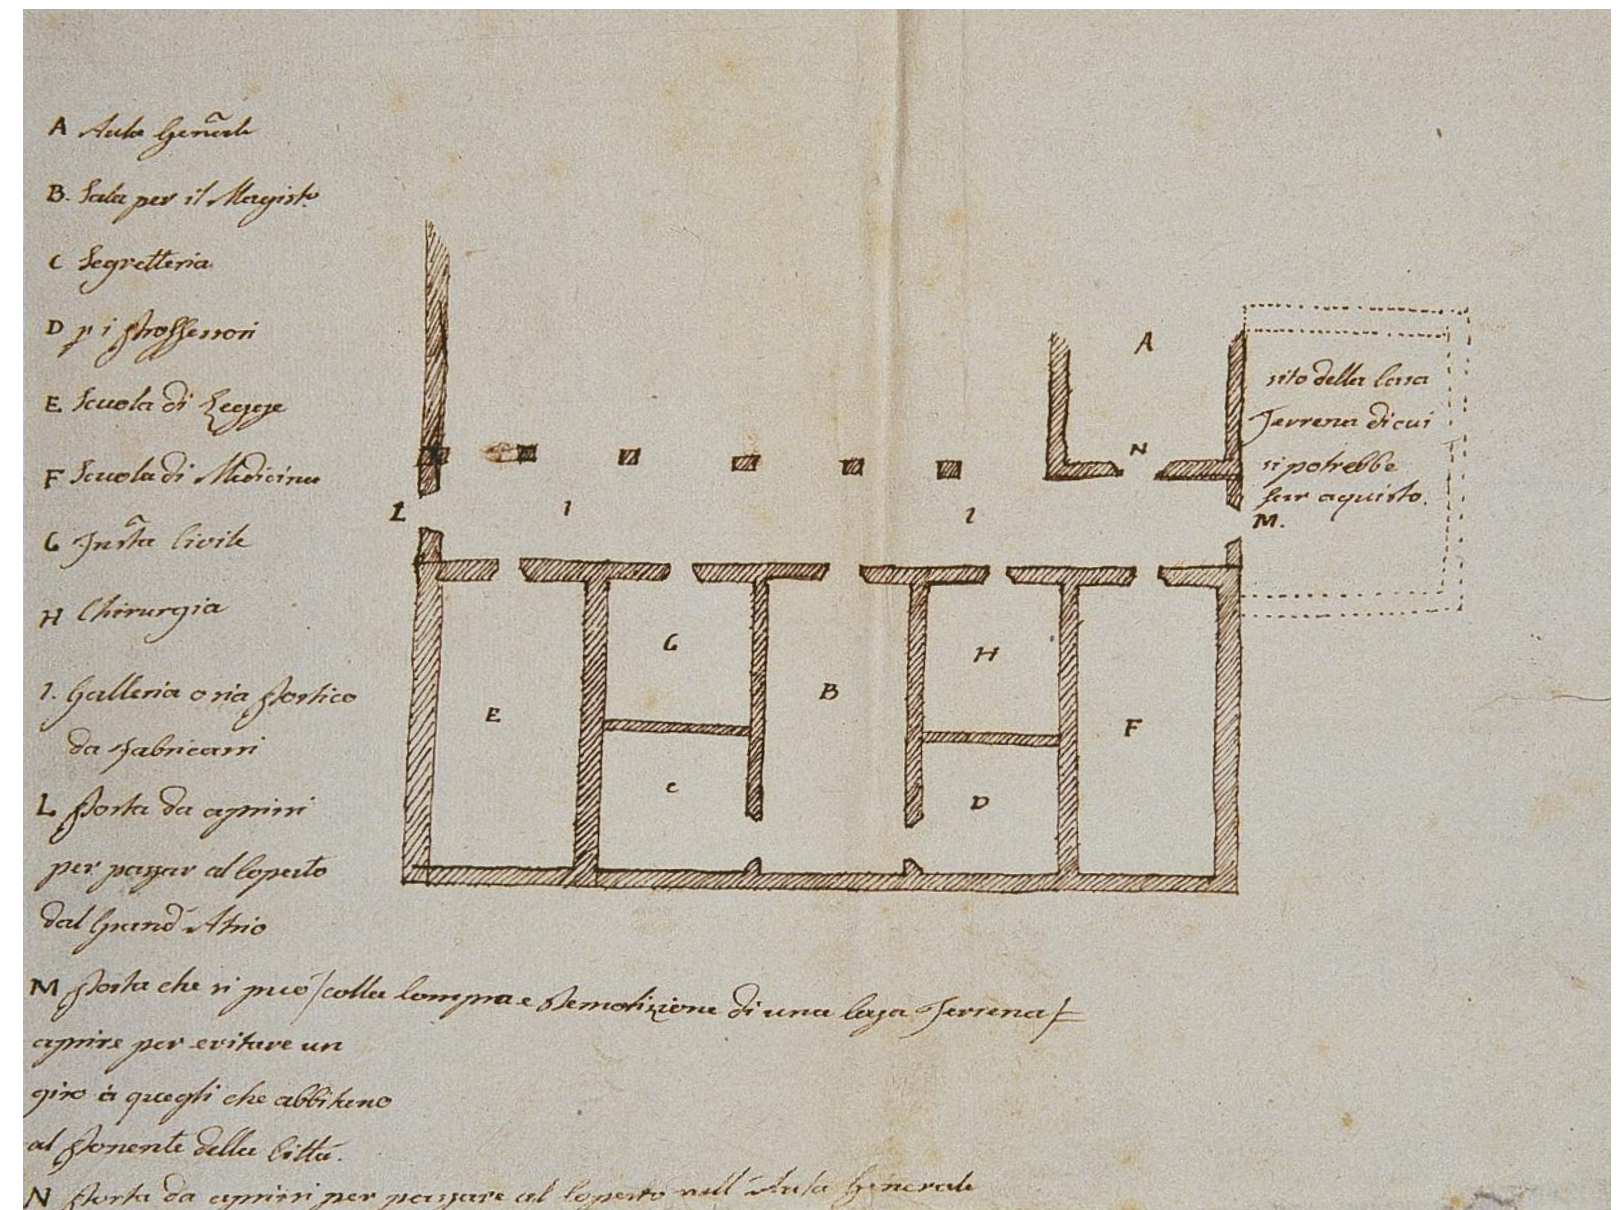 A Aula Gen̄ale
B. Sala per il Magist.º
C Segretteria
D p i Proffessori
E. Scuola di Legge
F Scuola di Medicina
G Civile
H Chirurgia
I. Galleria o sia Portico
da Fabricarsi
L Porta da aprirsi
per passar al Coperto
dal Grand' Atrio
M Porta che si può /colla Compra e Demolizione di una Casa Terrena/
aprire per evitare un
giro à quegli che abbitano
al Ponente della Città.
N Porta da aprirsi per passare al Coperto nell' Aula Generale
A
sito della Casa
Terrena di cui
si potrebbe
far aquisto.
N
L
I
I
M.
G
H
E
B
F
C
D